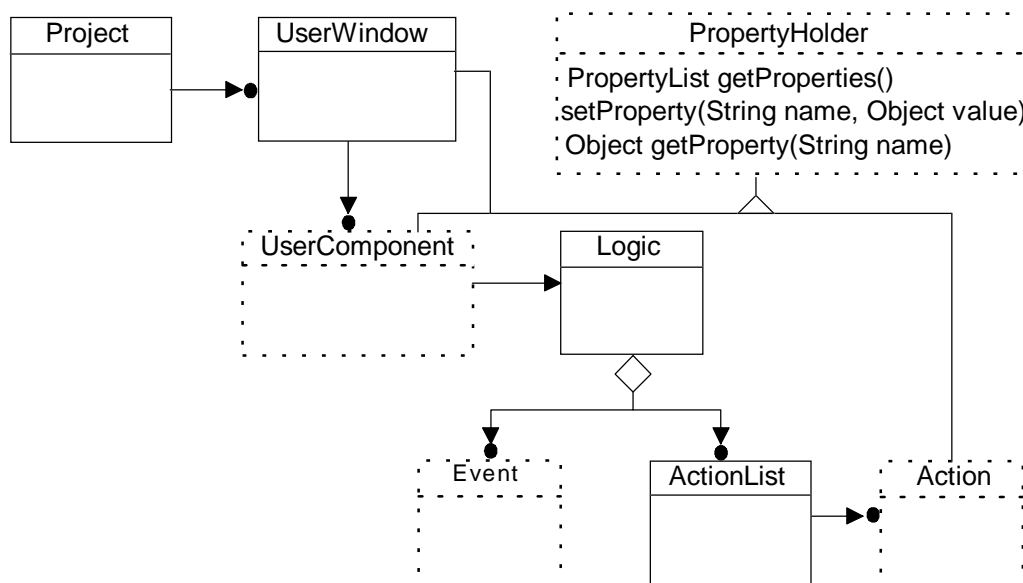 Project
UserWindow
PropertyHolder
PropertyList getProperties()
setProperty(String name, Object value)
Object getProperty(String name)
UserComponent
Logic
Event
ActionList
Action